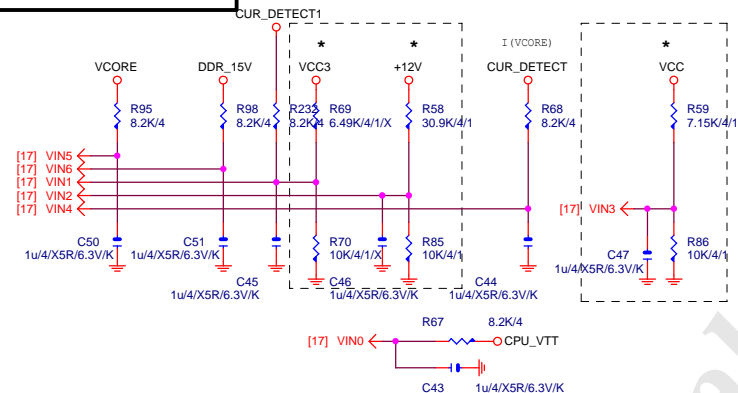 CUR_DETECT1
* * *
I(VCORE)
VCORE DDR_15V VCC3 +12V CUR_DETECT VCC
R95 R98 R232 R69 R58 R68 R59
8.2K/4 8.2K/4 8.2K/4 6.49K/4/1/X 30.9K/4/1 8.2K/4 7.15K/4/1
[17] VIN5
[17] VIN6
[17] VIN1
[17] VIN2
[17] VIN4 [17] VIN3
C50 C51 R70 R85 R86
1u/4/X5R/6.3V/K 1u/4/X5R/6.3V/K 10K/4/1/X 10K/4/1 C47 10K/4/1
1u/4/X5R/6.3V/K
C45 C46 C44
1u/4/X5R/6.3V/K 1u/4/X5R/6.3V/K 1u/4/X5R/6.3V/K
R67 8.2K/4
[17] VIN0 CPU_VTT
C43 1u/4/X5R/6.3V/K